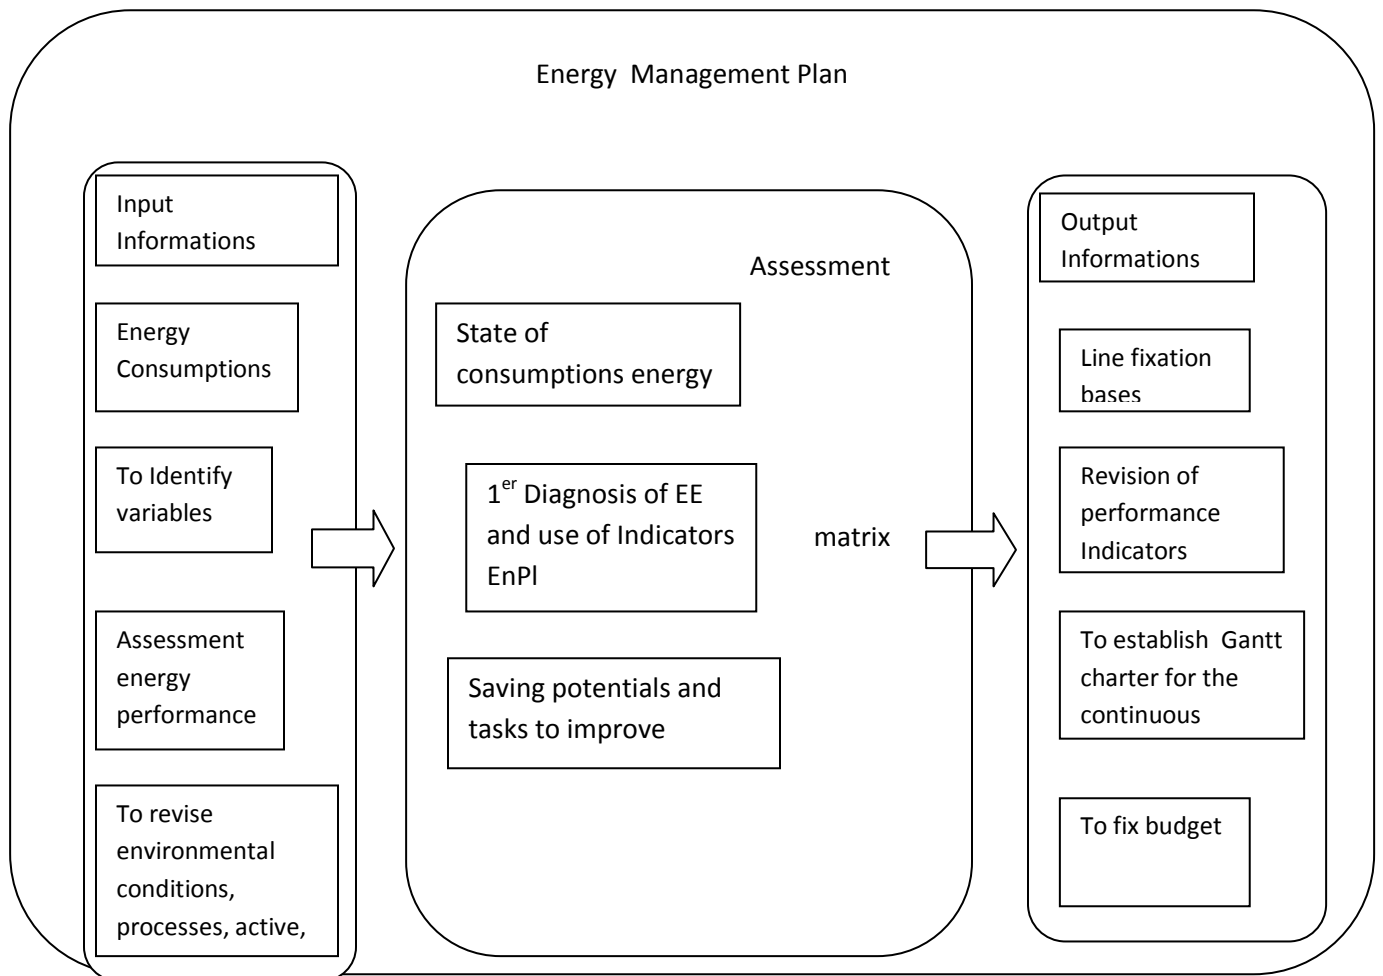 Energy Management Plan
Input
Informations
Energy
Consumptions
To Identify
variables
Assessment
energy
performance
To revise
environmental
conditions,
processes, active,
Assessment
State of
consumptions energy
1er Diagnosis of EE
and use of Indicators
EnPl
matrix
Saving potentials and
tasks to improve
Output
Informations
Line fixation
bases
Revision of
performance
Indicators
To establish Gantt
charter for the
continuous
To fix budget